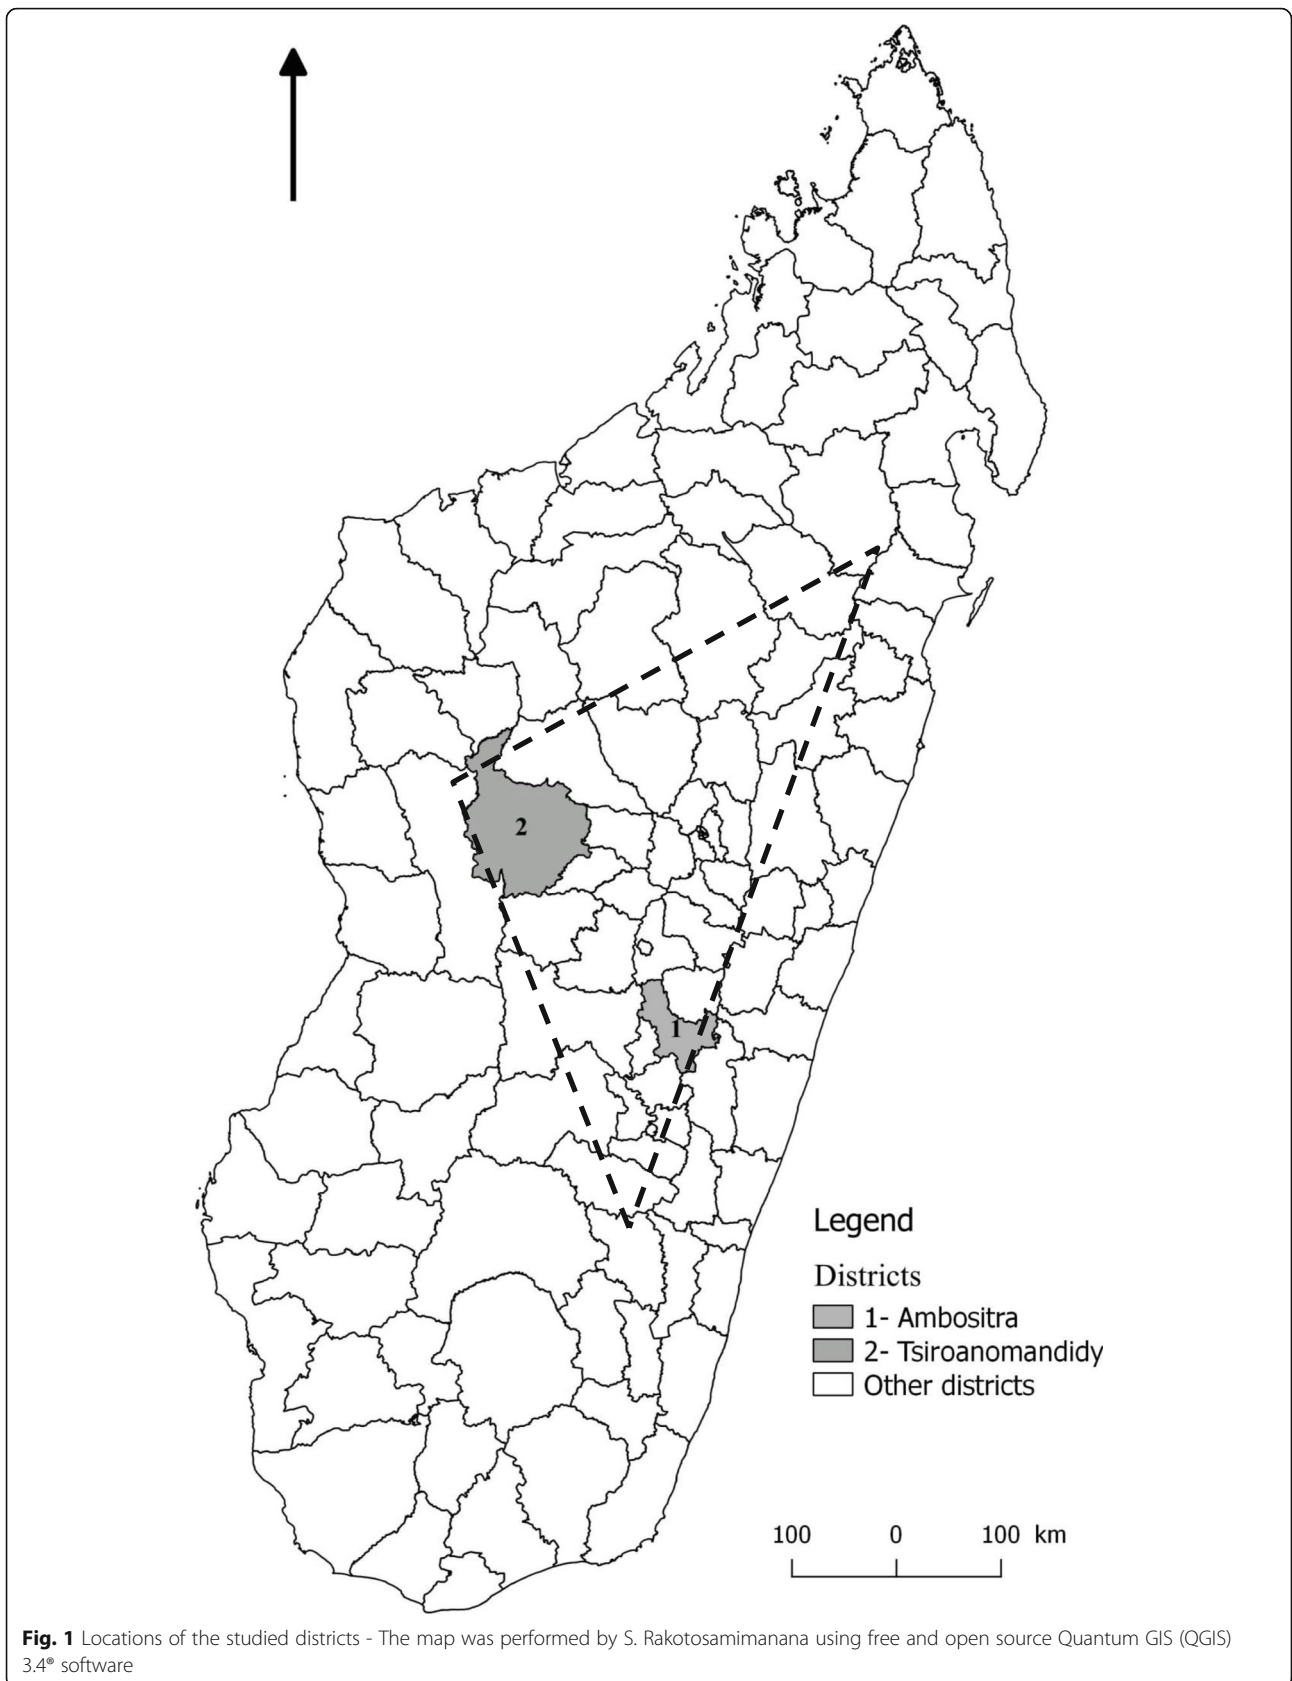 2
1
Legend
Districts
1- Ambositra
2- Tsiroanomandidy
Other districts
100 0 100 km
Fig. 1 Locations of the studied districts - The map was performed by S. Rakotosamimanana using free and open source Quantum GIS (QGIS)
3.4® software